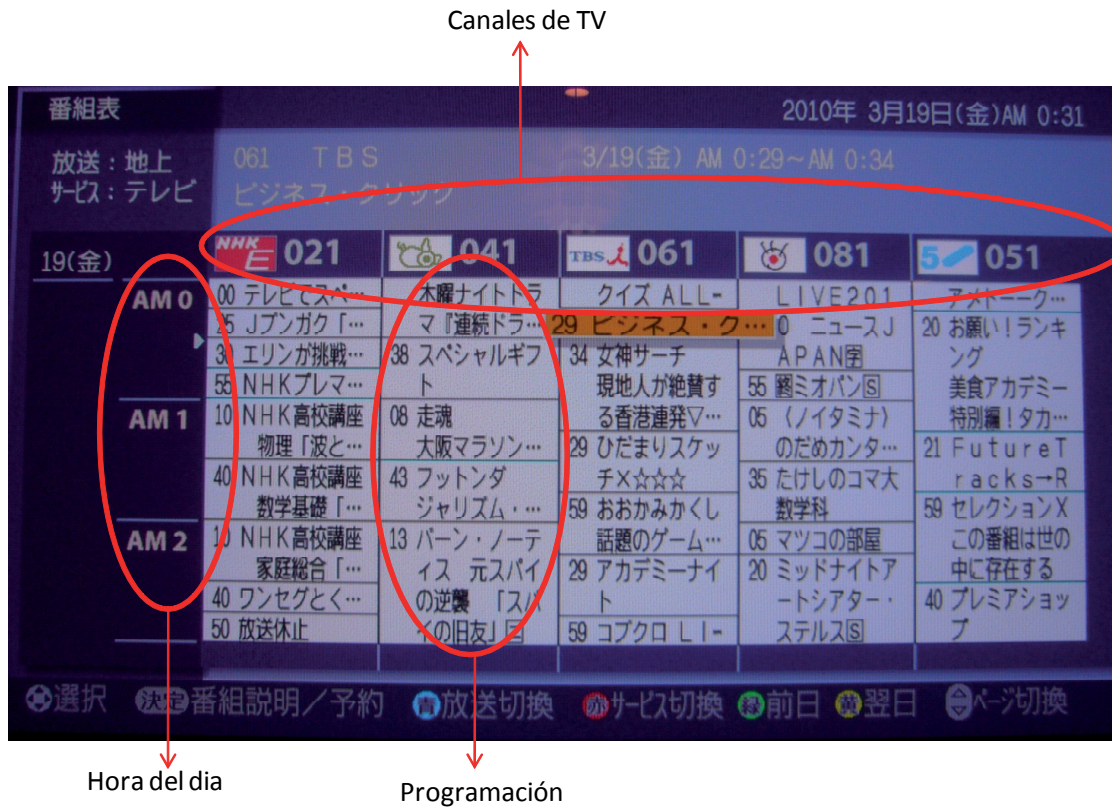 Canales de TV
番組表
2010年 3月19日(金)AM 0:31
放送：地上
061 TBS
3/19(金) AM 0:29～AM 0:34
サービス：テレビ
ビジネス・クリック
19(金)
NHK E 021
041
TBS 061
081
5 051
AM 0
AM 1
AM 2
00 テレビでスペ…
25 Jブンガク「…
30 エリンが挑戦…
55 NHKプレマ…
10 NHK高校講座
物理「波と…
40 NHK高校講座
数学基礎「…
10 NHK高校講座
家庭総合「…
40 ワンセグとく…
50 放送休止
木曜ナイトドラ
マ『連続ドラ…
38 スペシャルギフ
ト
08 走魂
大阪マラソン…
43 フットンダ
ジャリズム・…
13 バーン・ノーテ
ィス 元スパイ
の逆襲 「スパ
イの旧友」
クイズ ALL-
29 ビジネス・ク…
34 女神サーチ
現地人が絶賛す
る香港連発▽…
29 ひだまりスケッ
チ×☆☆☆
59 おおかみかくし
話題のゲーム…
29 アカデミーナイ
ト
59 コブクロ LI-
LIVE201
0 ニュースJ
APAN字
55 終ミオパンS
05 〈ノイタミナ〉
のだめカンタ…
35 たけしのコマ大
数学科
05 マツコの部屋
20 ミッドナイトア
ートシアター・
ステルスS
アメトーーク…
20 お願い！ランキ
ング
美食アカデミー
特別編！タカ…
21 FutureT
racks→R
59 セレクションX
この番組は世の
中に存在する
40 プレミアショッ
プ
選択 決定番組説明／予約 青放送切換 赤サービス切換 緑前日 黄翌日 ページ切換
Hora del dia
Programación